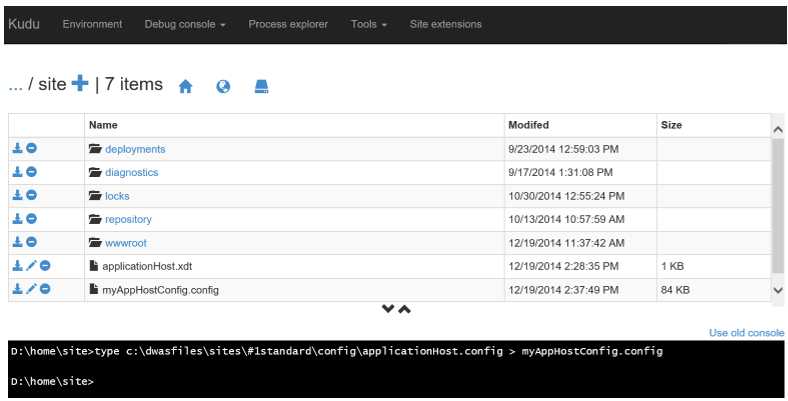 Kudu Environment Debug console Process explorer Tools Site extensions
... / site + | 7 items
Name Modifed Size
deployments 9/23/2014 12:59:03 PM
diagnostics 9/17/2014 1:31:08 PM
locks 10/30/2014 12:55:24 PM
repository 10/13/2014 10:57:59 AM
wwwroot 12/19/2014 11:37:42 AM
applicationHost.xdt 12/19/2014 2:28:35 PM 1 KB
myAppHostConfig.config 12/19/2014 2:37:49 PM 84 KB
Use old console
D:\home\site>type c:\dwasfiles\sites\#1standard\config\applicationHost.config > myAppHostConfig.config
D:\home\site>